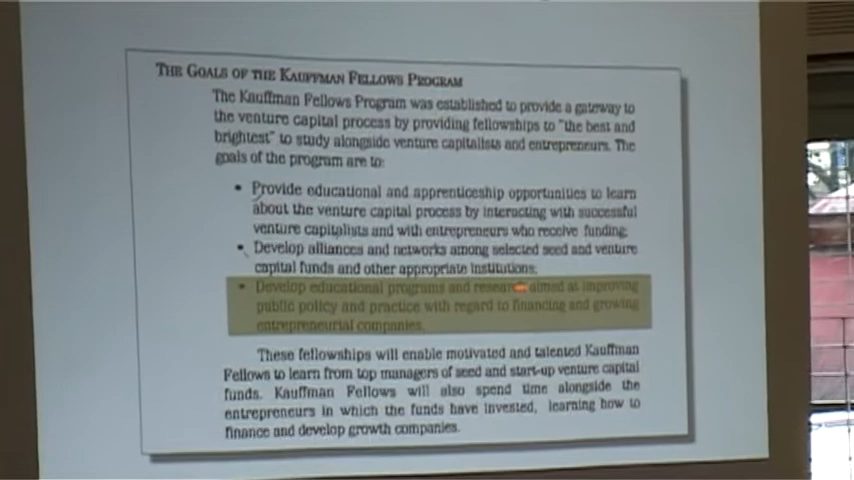 THE GOALS OF THE KAUFFMAN FELLOWS PROGRAM
The Kauffman Fellows Program was established to provide a gateway to
the venture capital process by providing fellowships to "the best and
brightest" to study alongside venture capitalists and entrepreneurs. The
goals of the program are to:
• Provide educational and apprenticeship opportunities to learn
about the venture capital process by interacting with successful
venture capitalists and with entrepreneurs who receive funding;
• Develop alliances and networks among selected seed and venture
capital funds and other appropriate institutions;
• Develop educational programs and research aimed at improving
public policy and practice with regard to financing and growing
entrepreneurial companies.
These fellowships will enable motivated and talented Kauffman
Fellows to learn from top managers of seed and start-up venture capital
funds. Kauffman Fellows will also spend time alongside the
entrepreneurs in which the funds have invested, learning how to
finance and develop growth companies.